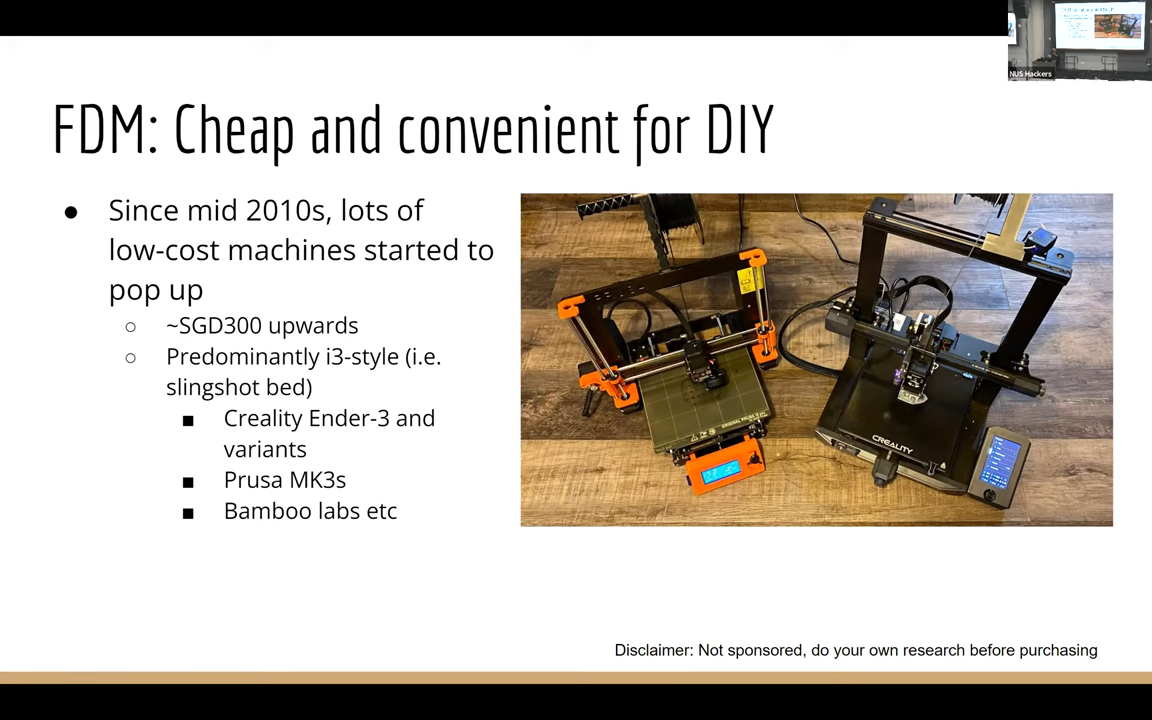 NUS Hackers
FDM: Cheap and convenient for DIY
● Since mid 2010s, lots of
low-cost machines started to
pop up
○ ~SGD300 upwards
○ Predominantly i3-style (i.e.
slingshot bed)
■ Creality Ender-3 and
variants
■ Prusa MK3s
■ Bamboo labs etc
CREALITY
Disclaimer: Not sponsored, do your own research before purchasing